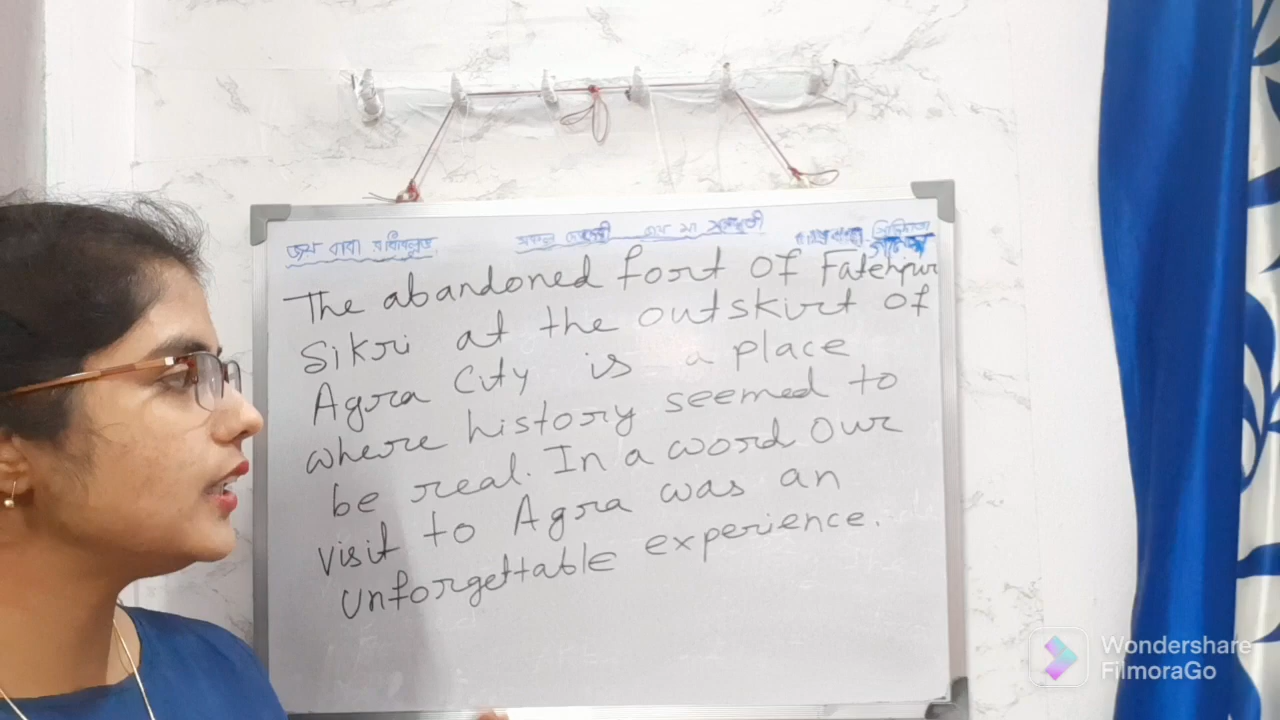 জয় বাবা
The abandoned fort of Fatehpur
Sikri at the outskirt of
Agra City is a place
where history seemed to
be real. In a word our
visit to Agra was an
unforgettable experience.
Wondershare
FilmoraGo